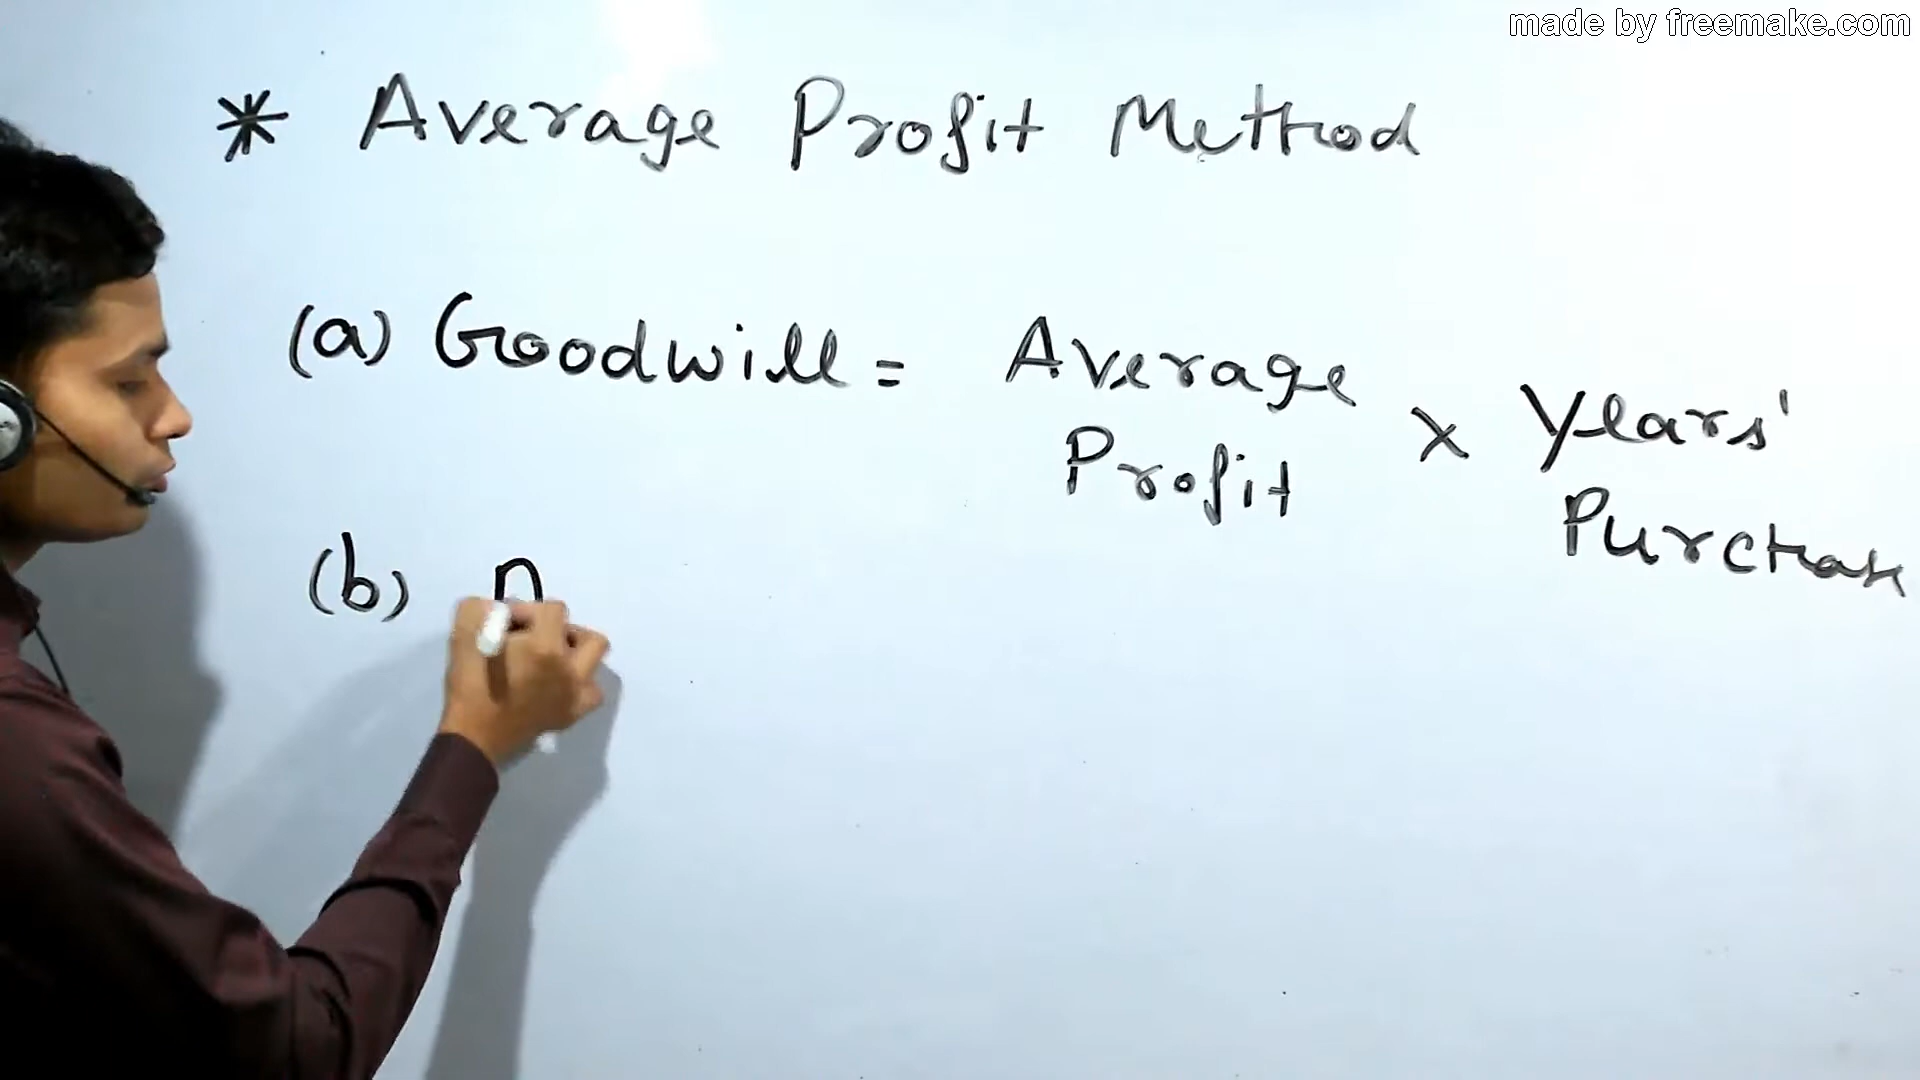 made by freemake.com
* Average Profit Method
(a) Goodwill = Average Profit × Years' Purchase
(b)